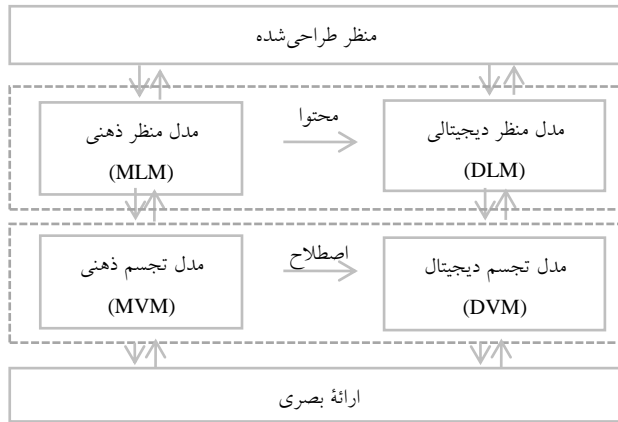 منظر طراحی‌شده
مدل منظر ذهنی
(MLM)
محتوا
مدل منظر دیجیتالی
(DLM)
مدل تجسم ذهنی
(MVM)
اصطلاح
مدل تجسم دیجیتال
(DVM)
ارائهٔ بصری